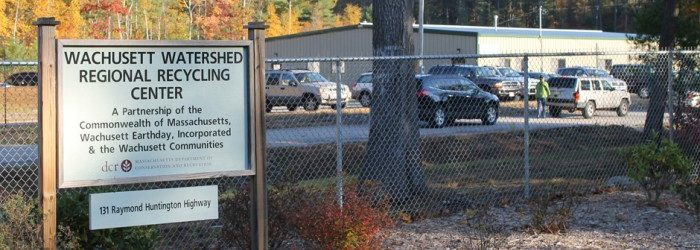 WACHUSETT WATERSHED
REGIONAL RECYCLING
CENTER
A Partnership of the
Commonwealth of Massachusetts,
Wachusett Earthday, Incorporated
& the Wachusett Communities
dcr MASSACHUSETTS DEPARTMENT OF
CONSERVATION AND RECREATION
131 Raymond Huntington Highway